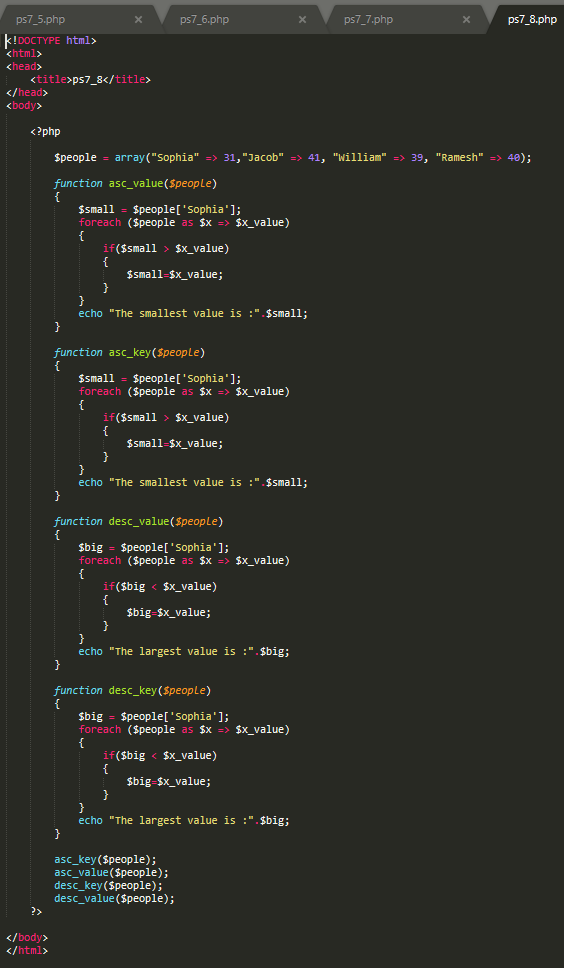 ps7_5.php × ps7_6.php × ps7_7.php × ps7_8.php
<!DOCTYPE html>
<html>
<head>
    <title>ps7_8</title>
</head>
<body>
    <?php
        $people = array("Sophia" => 31,"Jacob" => 41, "William" => 39, "Ramesh" => 40);
        function asc_value($people)
        {
            $small = $people['Sophia'];
            foreach ($people as $x => $x_value)
            {
                if($small > $x_value)
                {
                    $small=$x_value;
                }
            }
            echo "The smallest value is :".$small;
        }
        function asc_key($people)
        {
            $small = $people['Sophia'];
            foreach ($people as $x => $x_value)
            {
                if($small > $x_value)
                {
                    $small=$x_value;
                }
            }
            echo "The smallest value is :".$small;
        }
        function desc_value($people)
        {
            $big = $people['Sophia'];
            foreach ($people as $x => $x_value)
            {
                if($big < $x_value)
                {
                    $big=$x_value;
                }
            }
            echo "The largest value is :".$big;
        }
        function desc_key($people)
        {
            $big = $people['Sophia'];
            foreach ($people as $x => $x_value)
            {
                if($big < $x_value)
                {
                    $big=$x_value;
                }
            }
            echo "The largest value is :".$big;
        }
        asc_key($people);
        asc_value($people);
        desc_key($people);
        desc_value($people);
    ?>
</body>
</html>